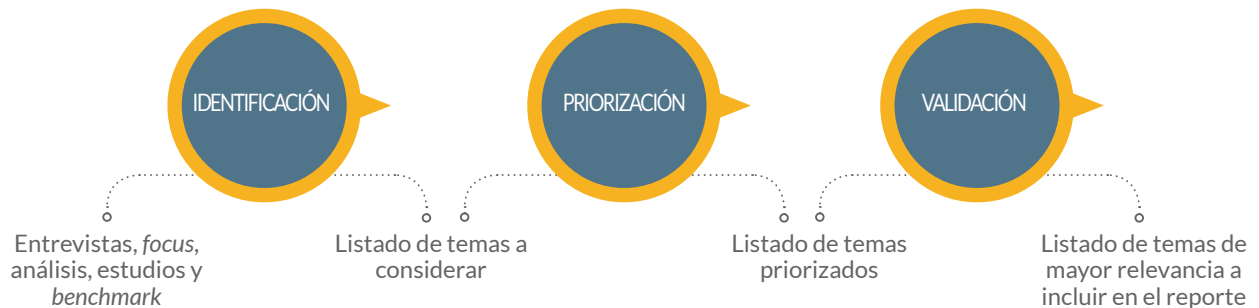 IDENTIFICACIÓN
PRIORIZACIÓN
VALIDACIÓN
Entrevistas, focus,
análisis, estudios y
benchmark
Listado de temas a
considerar
Listado de temas
priorizados
Listado de temas de
mayor relevancia a
incluir en el reporte